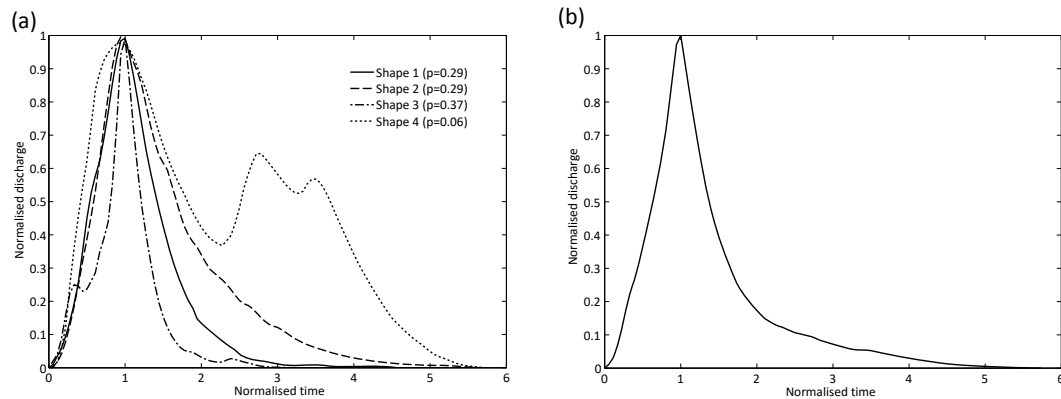 (a)
1
0.9
0.8
0.7
0.6
0.5
0.4
0.3
0.2
0.1
0
Normalised discharge
0 1 2 3 4 5 6
Normalised time
Shape 1 (p=0.29)
Shape 2 (p=0.29)
Shape 3 (p=0.37)
Shape 4 (p=0.06)
(b)
1
0.9
0.8
0.7
0.6
0.5
0.4
0.3
0.2
0.1
0
Normalised discharge
0 1 2 3 4 5 6
Normalised time